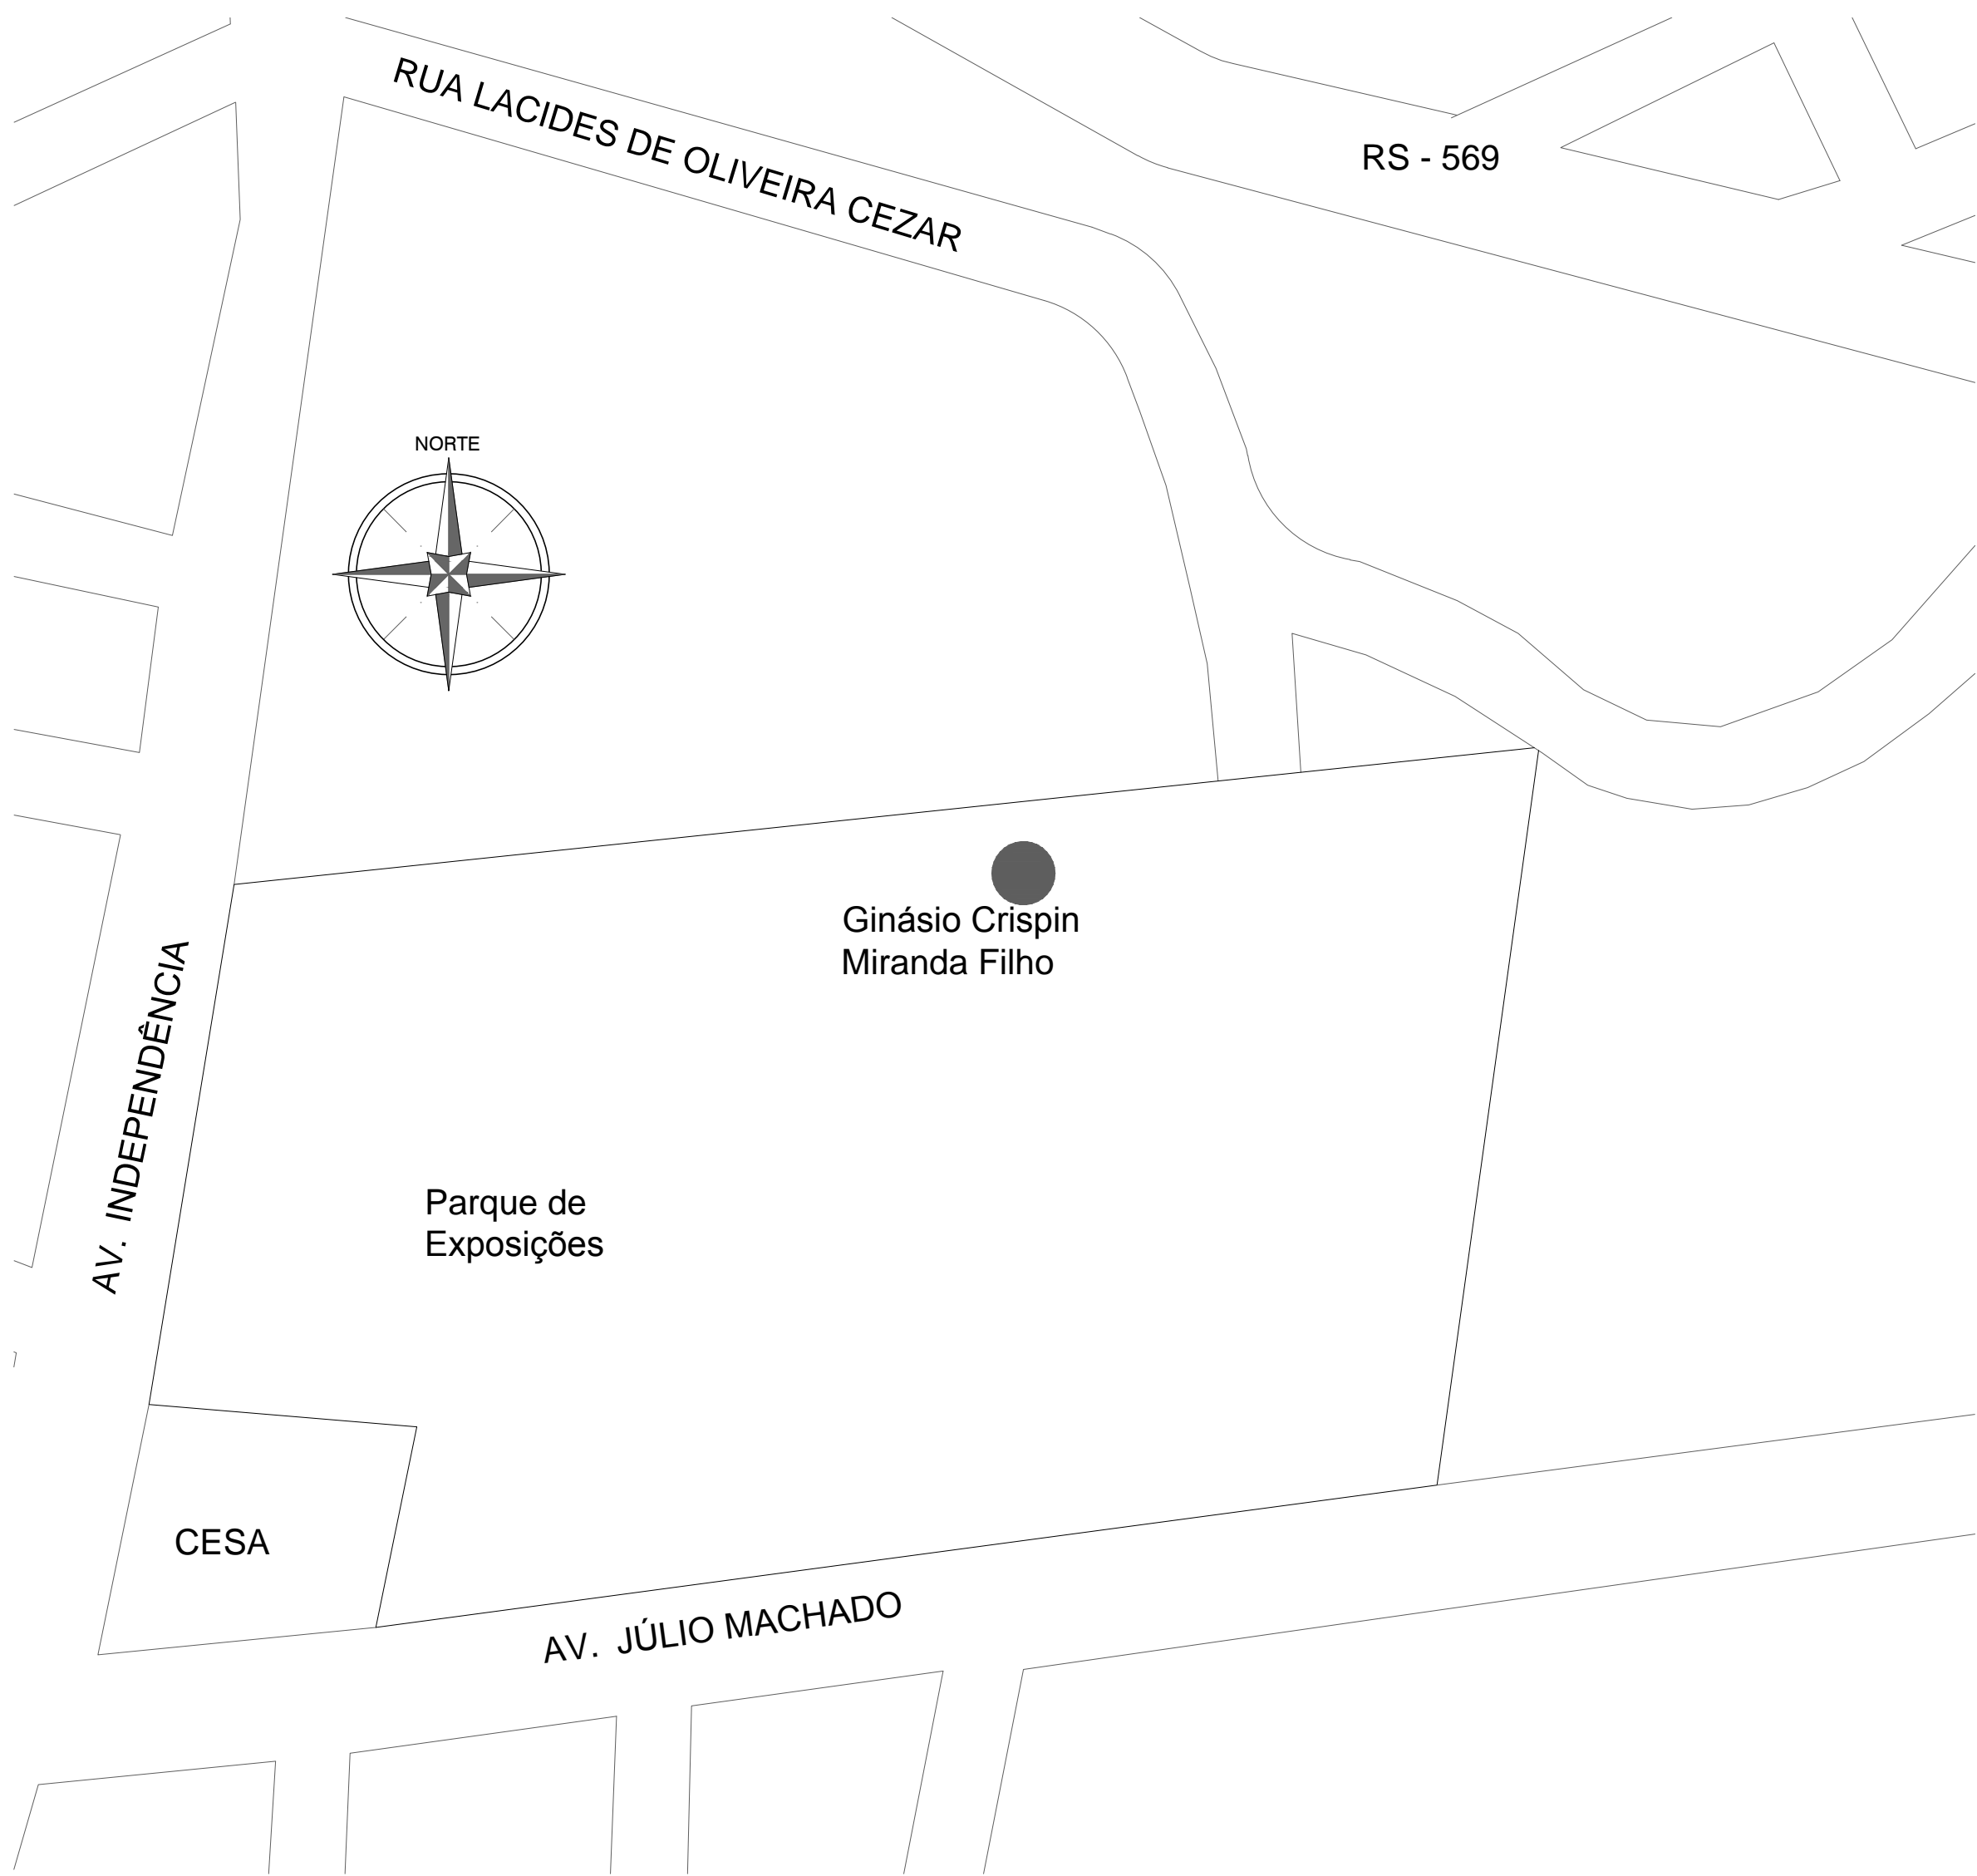 RUA LACIDES DE OLIVEIRA CEZAR
RS - 569
NORTE
Ginásio Crispin
Miranda Filho
AV. INDEPENDÊNCIA
Parque de
Exposições
CESA
AV. JÚLIO MACHADO